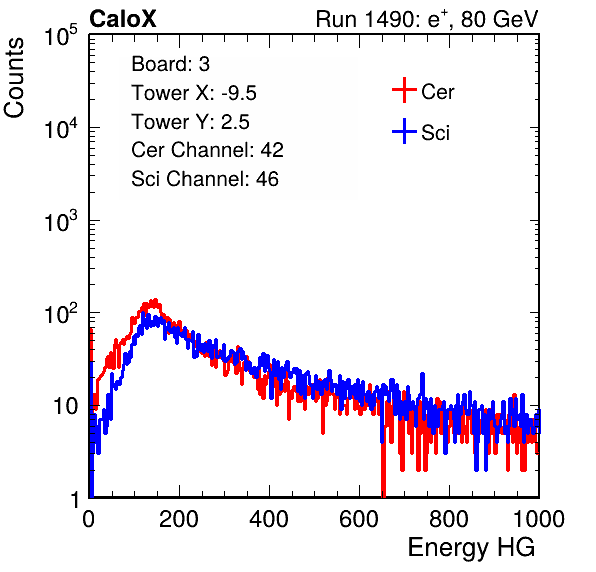 CaloX Run 1490: e⁺, 80 GeV
Counts
10⁵
10⁴
10³
10²
10
1
Board: 3
Tower X: -9.5
Tower Y: 2.5
Cer Channel: 42
Sci Channel: 46
Cer
Sci
0 200 400 600 800 1000
Energy HG